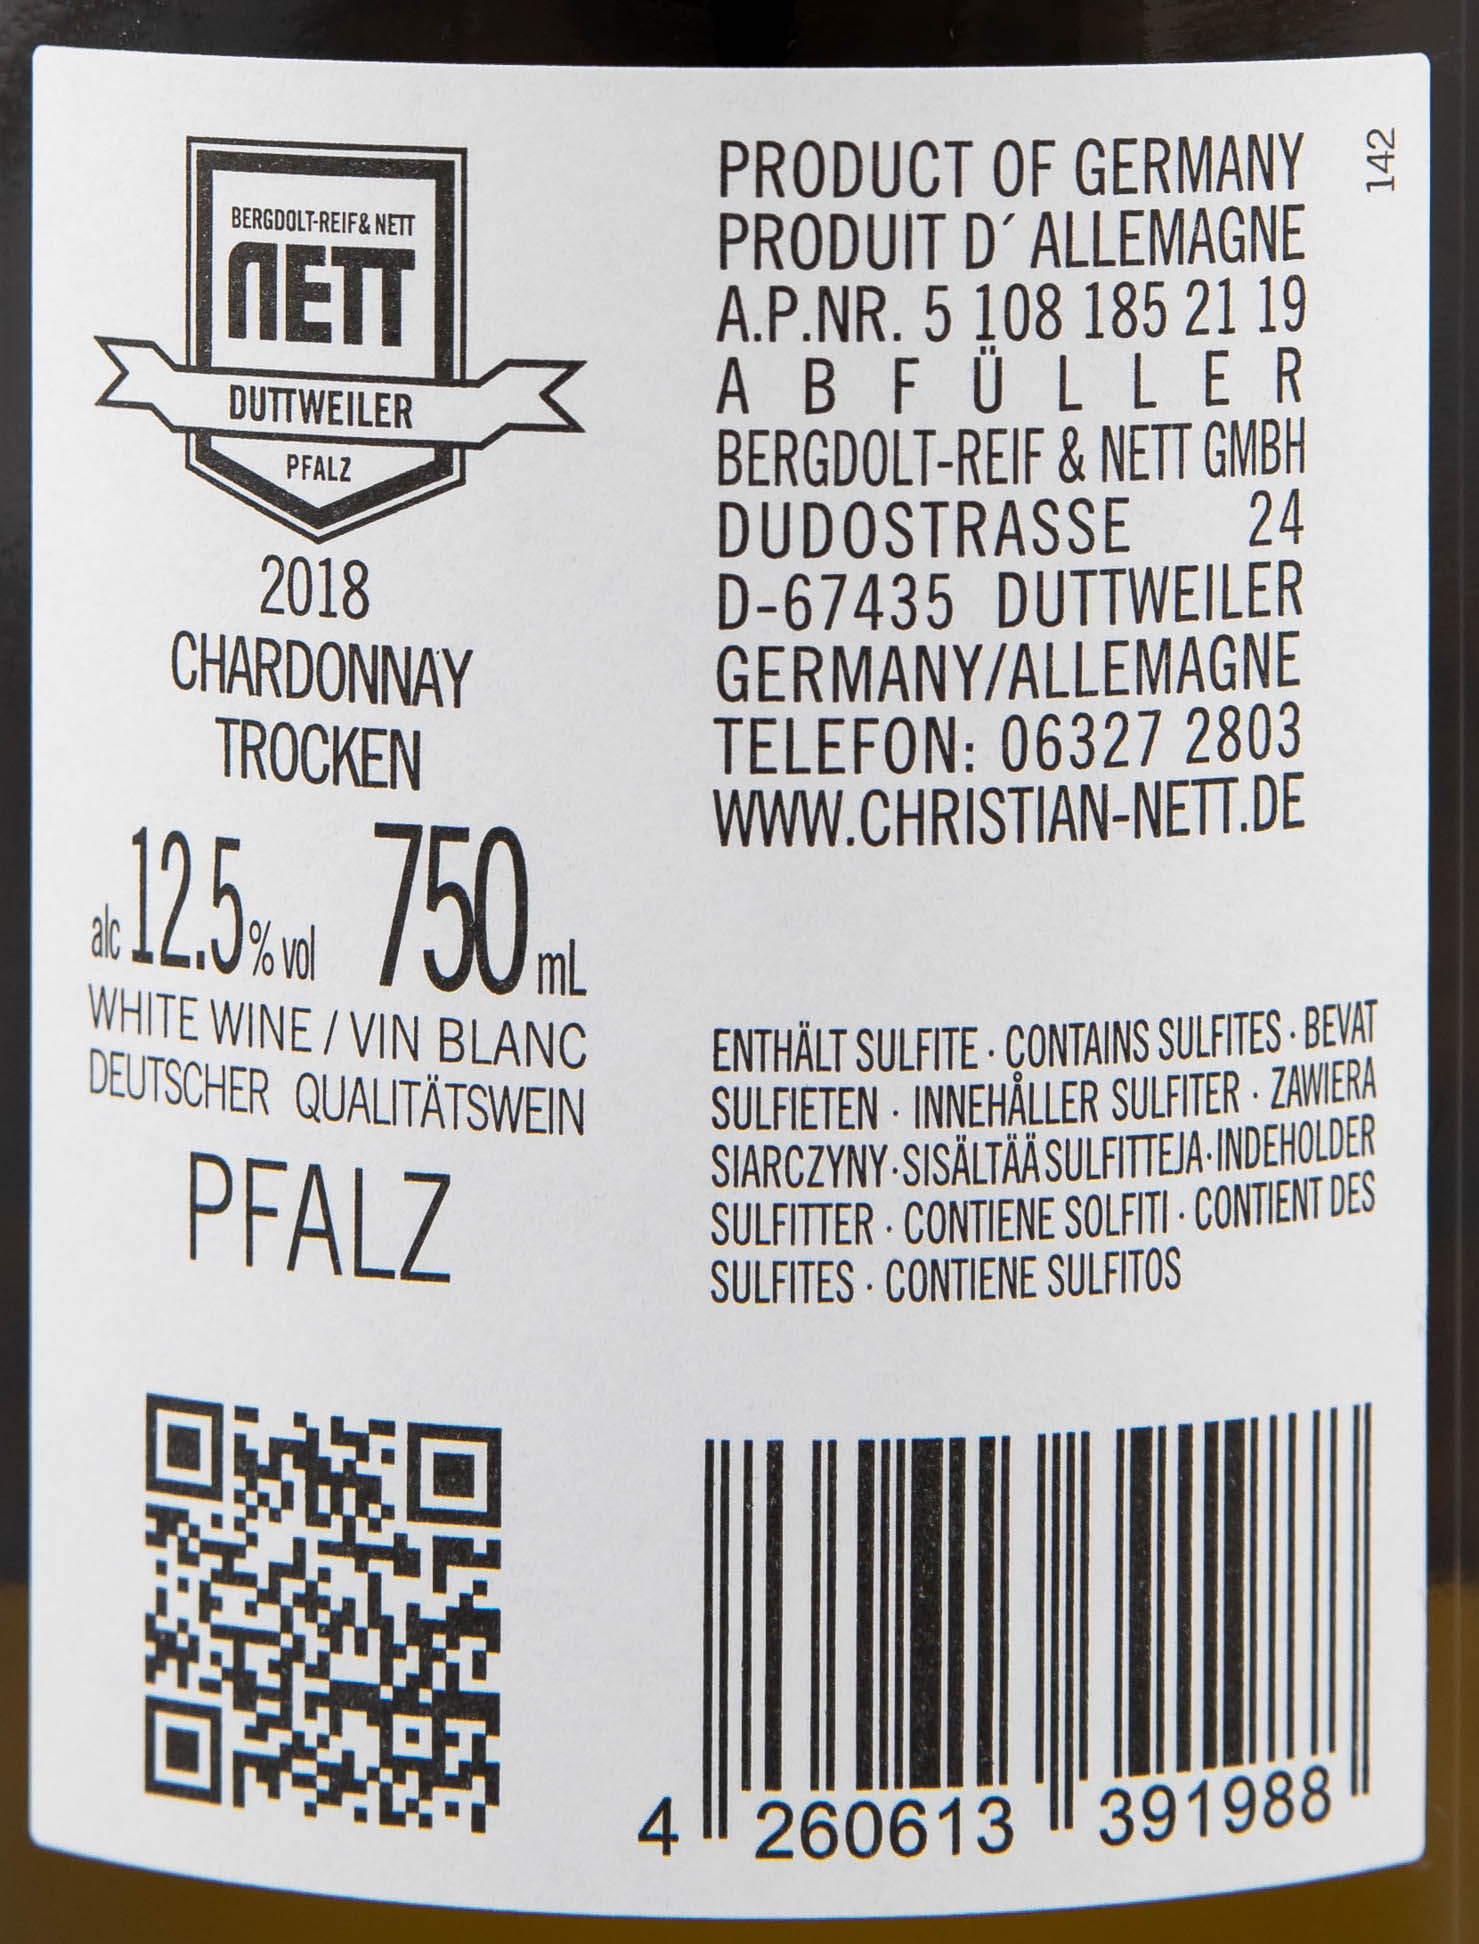 BERGDOLT-REIF & NETT
NETT
DUTTWEILER
PFALZ
2018
CHARDONNAY
TROCKEN
alc 12.5 % vol 750 mL
WHITE WINE / VIN BLANC
DEUTSCHER QUALITÄTSWEIN
PFALZ
142
PRODUCT OF GERMANY
PRODUIT D´ ALLEMAGNE
A.P.NR. 5 108 185 21 19
A B F Ü L L E R
BERGDOLT-REIF & NETT GMBH
DUDOSTRASSE 24
D-67435 DUTTWEILER
GERMANY/ALLEMAGNE
TELEFON: 06327 2803
WWW.CHRISTIAN-NETT.DE
ENTHÄLT SULFITE · CONTAINS SULFITES · BEVAT
SULFIETEN · INNEHÅLLER SULFITER · ZAWIERA
SIARCZYNY · SISÄLTÄÄ SULFITTEJA · INDEHOLDER
SULFITTER · CONTIENE SOLFITI · CONTIENT DES
SULFITES · CONTIENE SULFITOS
4 260613 391988